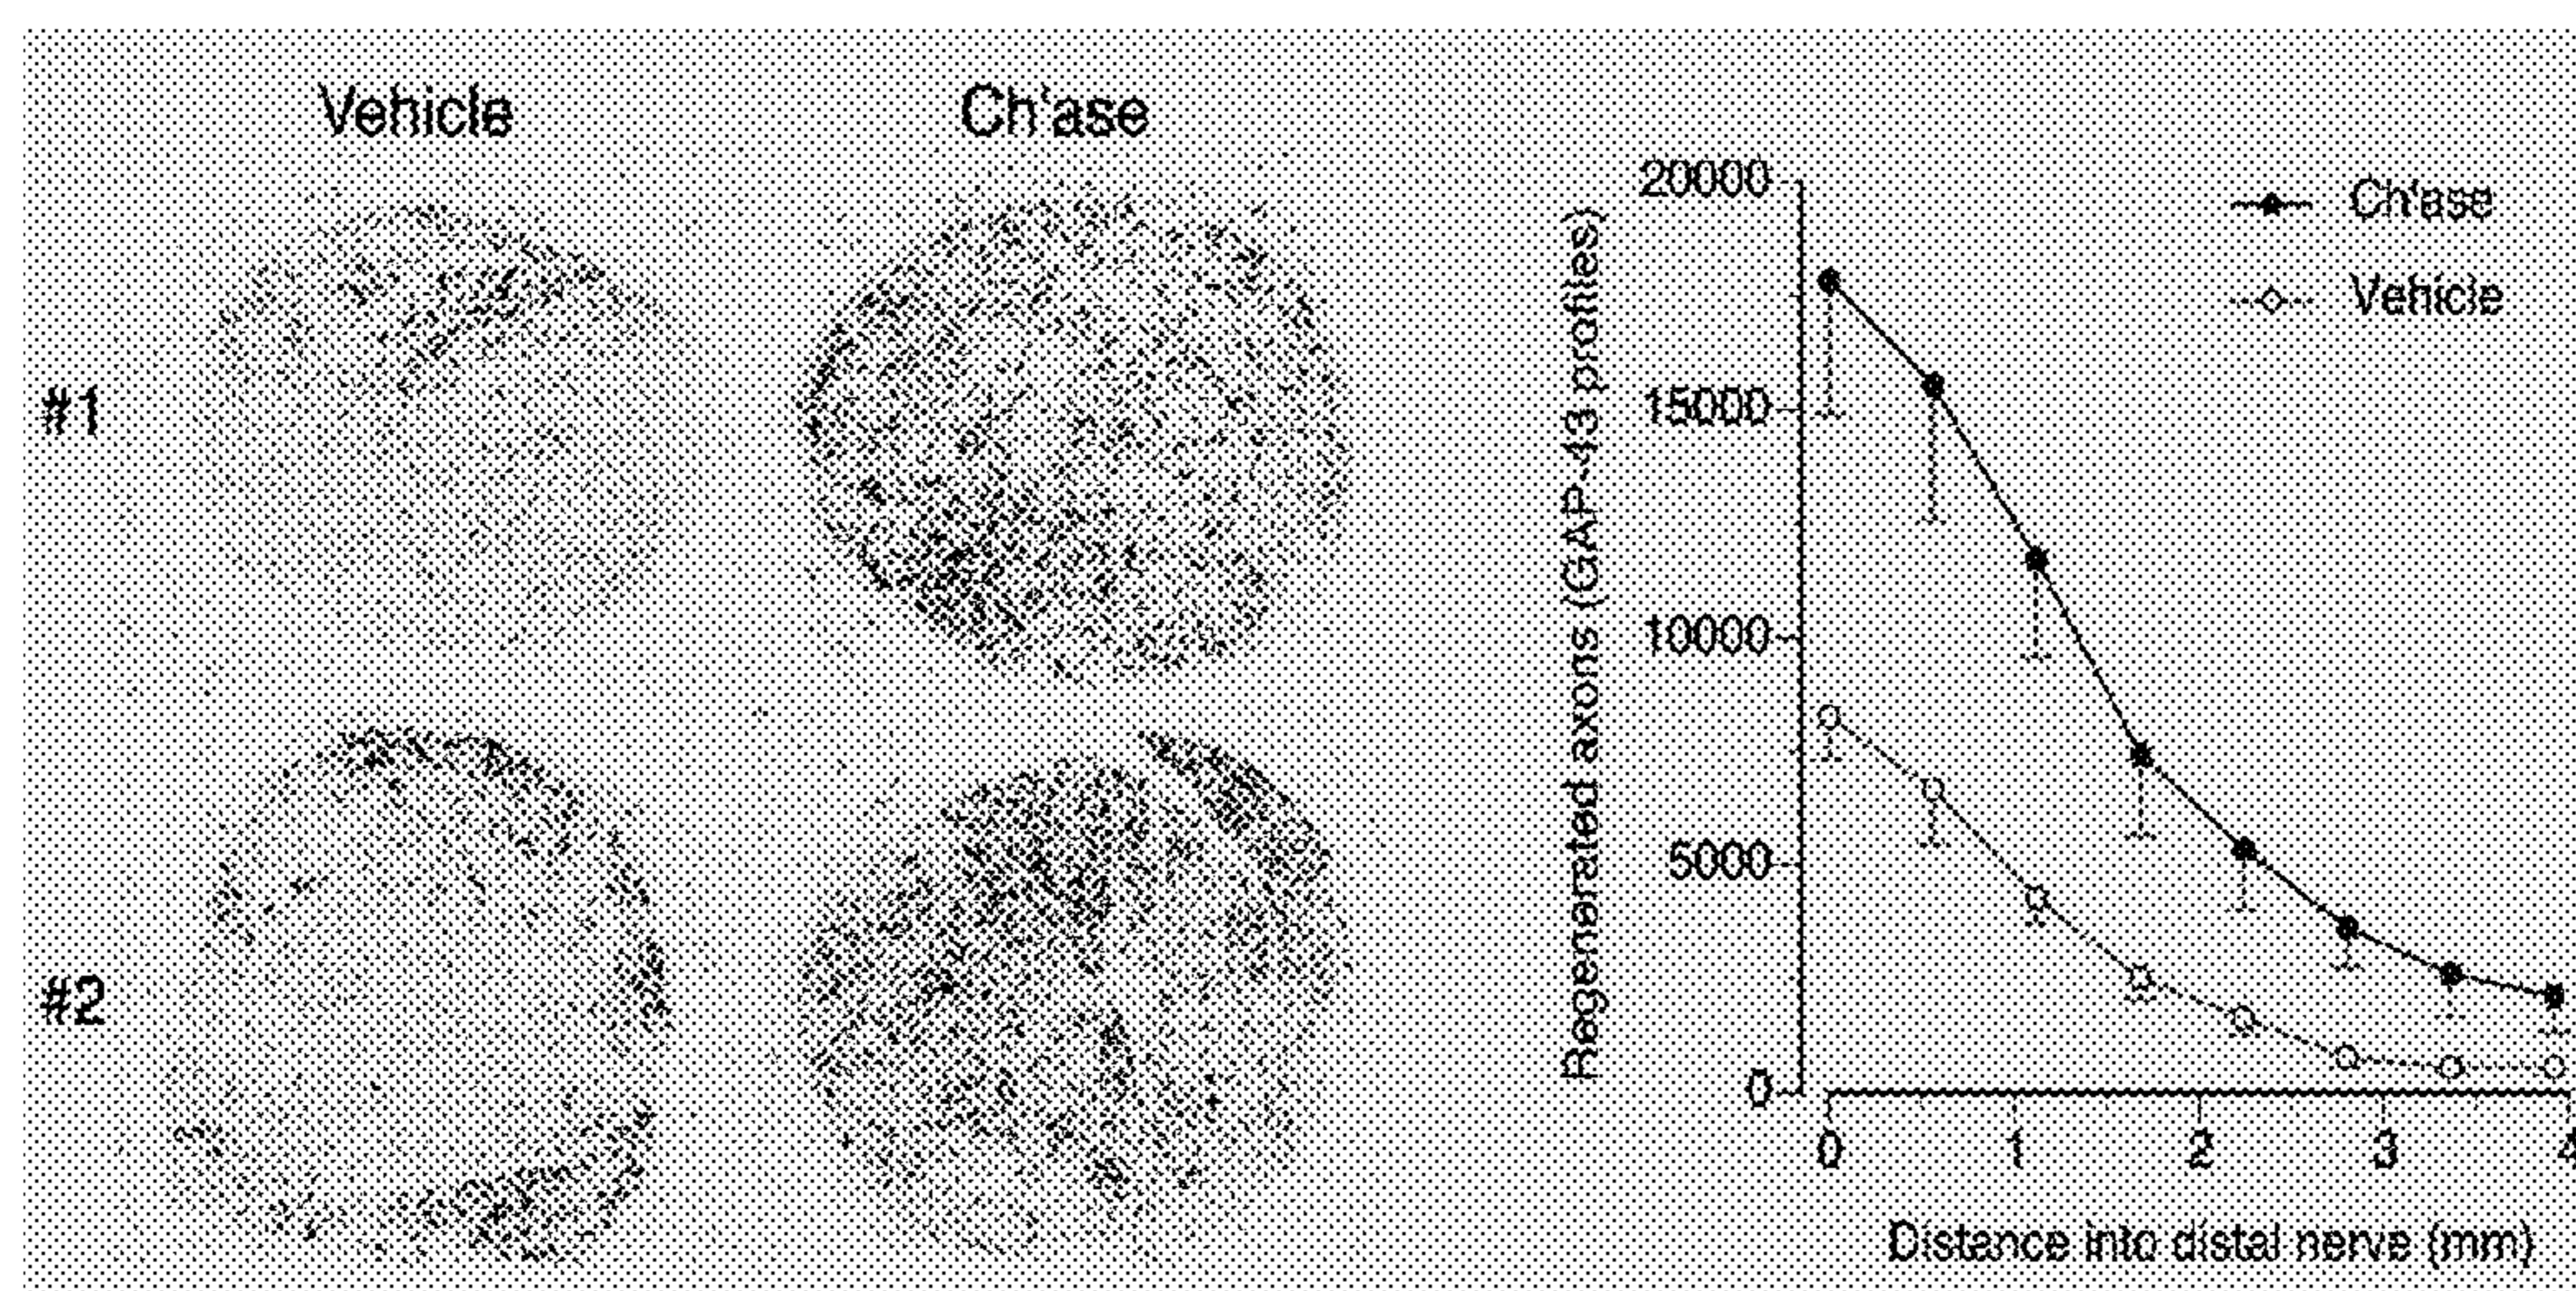 Vehicle
Ch'ase
#1
#2
Regenerated axons (GAP-43 profiles)
20000
15000
10000
5000
0
Ch'ase
Vehicle
0 1 2 3 4
Distance into distal nerve (mm)